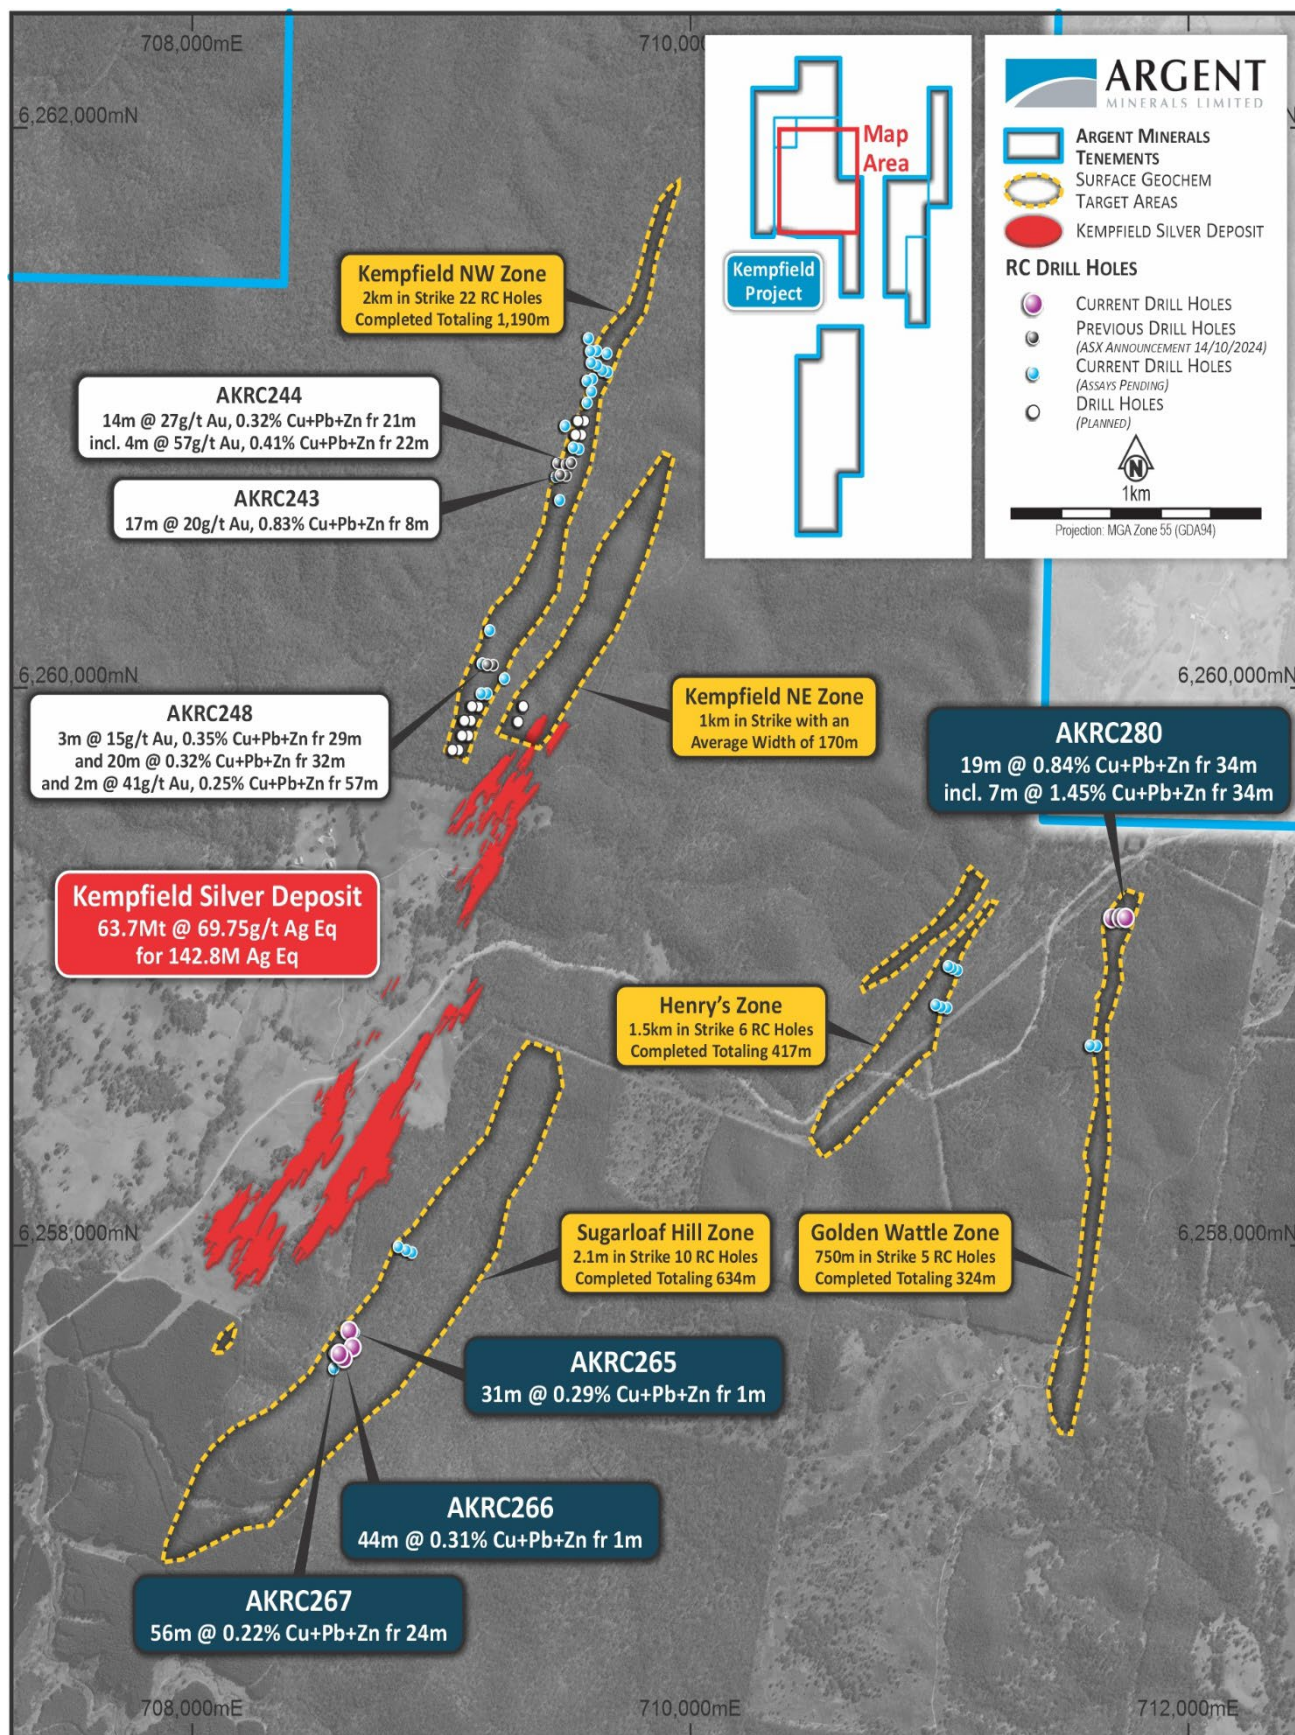 708,000mE
710,000
6,262,000mN
N
Map
Area
Kempfield
Project
ARGENT
MINERALS LIMITED
ARGENT MINERALS
TENEMENTS
SURFACE GEOCHEM
TARGET AREAS
KEMPFIELD SILVER DEPOSIT
RC DRILL HOLES
CURRENT DRILL HOLES
PREVIOUS DRILL HOLES
(ASX ANNOUNCEMENT 14/10/2024)
CURRENT DRILL HOLES
(ASSAYS PENDING)
DRILL HOLES
(PLANNED)
N
1km
Projection: MGA Zone 55 (GDA94)
Kempfield NW Zone
2km in Strike 22 RC Holes
Completed Totaling 1,190m
AKRC244
14m @ 27g/t Au, 0.32% Cu+Pb+Zn fr 21m
incl. 4m @ 57g/t Au, 0.41% Cu+Pb+Zn fr 22m
AKRC243
17m @ 20g/t Au, 0.83% Cu+Pb+Zn fr 8m
6,260,000mN
6,260,000mN
Kempfield NE Zone
1km in Strike with an
Average Width of 170m
AKRC248
3m @ 15g/t Au, 0.35% Cu+Pb+Zn fr 29m
and 20m @ 0.32% Cu+Pb+Zn fr 32m
and 2m @ 41g/t Au, 0.25% Cu+Pb+Zn fr 57m
AKRC280
19m @ 0.84% Cu+Pb+Zn fr 34m
incl. 7m @ 1.45% Cu+Pb+Zn fr 34m
Kempfield Silver Deposit
63.7Mt @ 69.75g/t Ag Eq
for 142.8M Ag Eq
Henry's Zone
1.5km in Strike 6 RC Holes
Completed Totaling 417m
6,258,000mN
6,258,000mN
Sugarloaf Hill Zone
2.1m in Strike 10 RC Holes
Completed Totaling 634m
Golden Wattle Zone
750m in Strike 5 RC Holes
Completed Totaling 324m
AKRC265
31m @ 0.29% Cu+Pb+Zn fr 1m
AKRC266
44m @ 0.31% Cu+Pb+Zn fr 1m
AKRC267
56m @ 0.22% Cu+Pb+Zn fr 24m
708,000mE
710,000mE
712,000mE